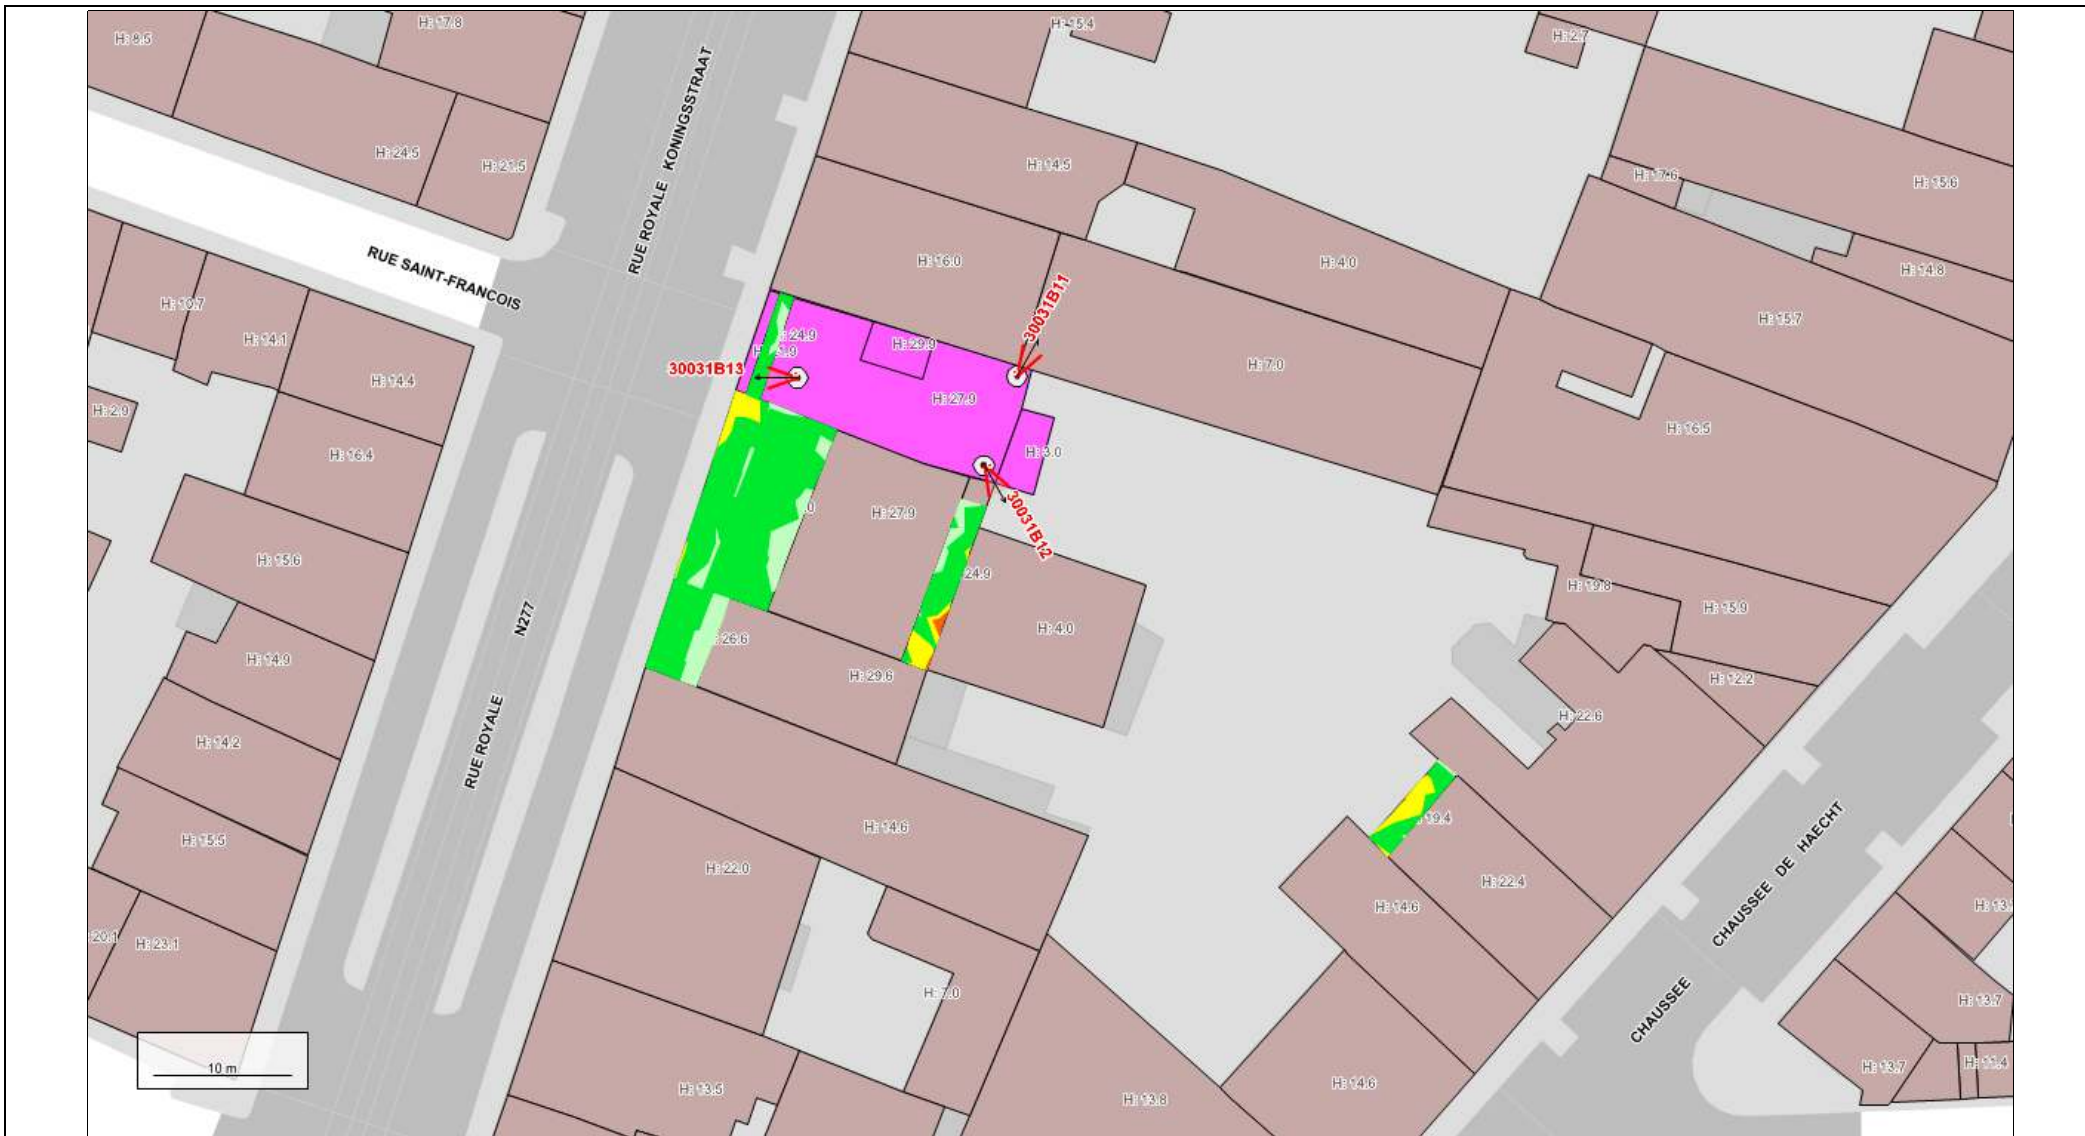 H: 17.8
H: 15.4
H: 2.7
H: 8.5
RUE ROYALE KONINGSSTRAAT
H: 24.5
H: 21.5
H: 14.5
H: 17.6
H: 15.6
RUE SAINT-FRANCOIS
H: 16.0
H: 4.0
H: 14.8
H: 10.7
H: 14.1
30031B11
H: 15.7
: 24.9
H: 29.9
30031B13
H: 7.0
H: 14.4
H: 27.9
H: 2.9
H: 16.4
H: 3.0
H: 16.5
.0
H: 27.9
30031B12
H: 15.6
24.9
H: 19.8
H: 15.9
N277
H: 4.0
: 26.6
H: 14.9
H: 29.6
H: 12.2
H: 22.6
RUE ROYALE
H: 14.2
H: 14.6
19.4
H: 15.5
H: 22.0
H: 22.4
CHAUSSEE DE HAECHT
H: 14.6
H: 13.
20.1
H: 23.1
H: 7.0
H: 13.7
CHAUSSEE
10 m
H: 13.5
H: 14.6
H: 13.8
H: 13.7
H: 11.4